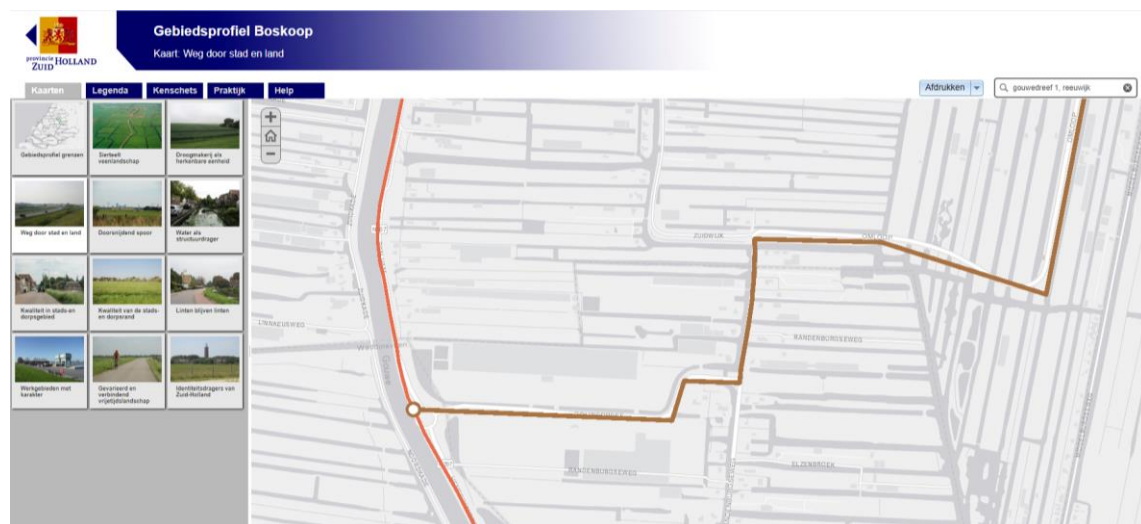 Gebiedsprofiel Boskoop
Kaart: Weg door stad en land
provincie
ZUID HOLLAND
Kaarten
Legenda
Kenschets
Praktijk
Help
Afdrukken
gouwedreef 1, reeuwijk
Gebiedsprofiel grenzen
Sierteelt
veenlandschap
Droogmakerij als
herkenbare eenheid
Weg door stad en land
Doorsnijdend spoor
Water als
structuurdrager
Kwaliteit in stads-en
dorpsgebied
Kwaliteit van de stads-
en dorpsrand
Linten blijven linten
Werkgebieden met
karakter
Gevarieerd en
verbindend
vrijetijdslandschap
Identiteitsdragers van
Zuid-Holland
ZUIDWIJK
OMLOOP
OMLOOP
RANDENBURGSEWEG
RANDENBURGSEWEG
ELZENBROEK
Gouwe